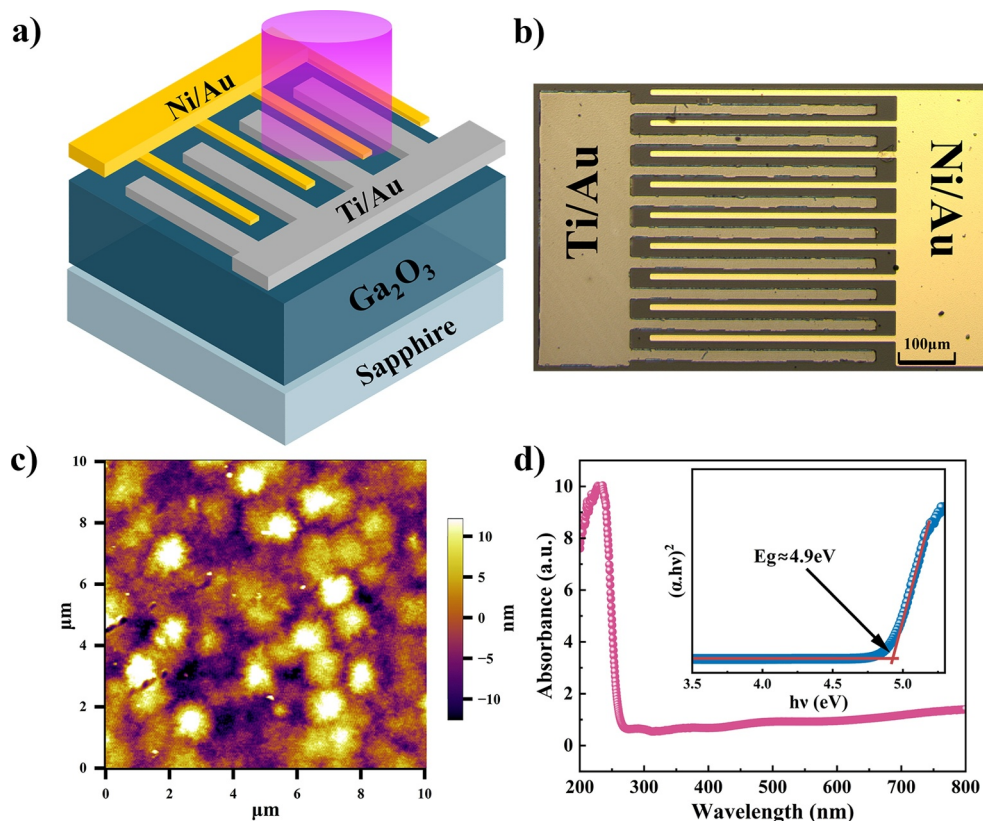 a)
Ni/Au
Ti/Au
Ga₂O₃
Sapphire
b)
Ti/Au
Ni/Au
100μm
c)
10
8
6
4
2
0
μm
0 2 4 6 8 10
μm
10
5
0
−5
−10
nm
d)
10
8
6
4
2
0
Absorbance (a.u.)
200 300 400 500 600 700 800
Wavelength (nm)
(α.hν)²
Eg≈4.9eV
3.5 4.0 4.5 5.0
hν (eV)